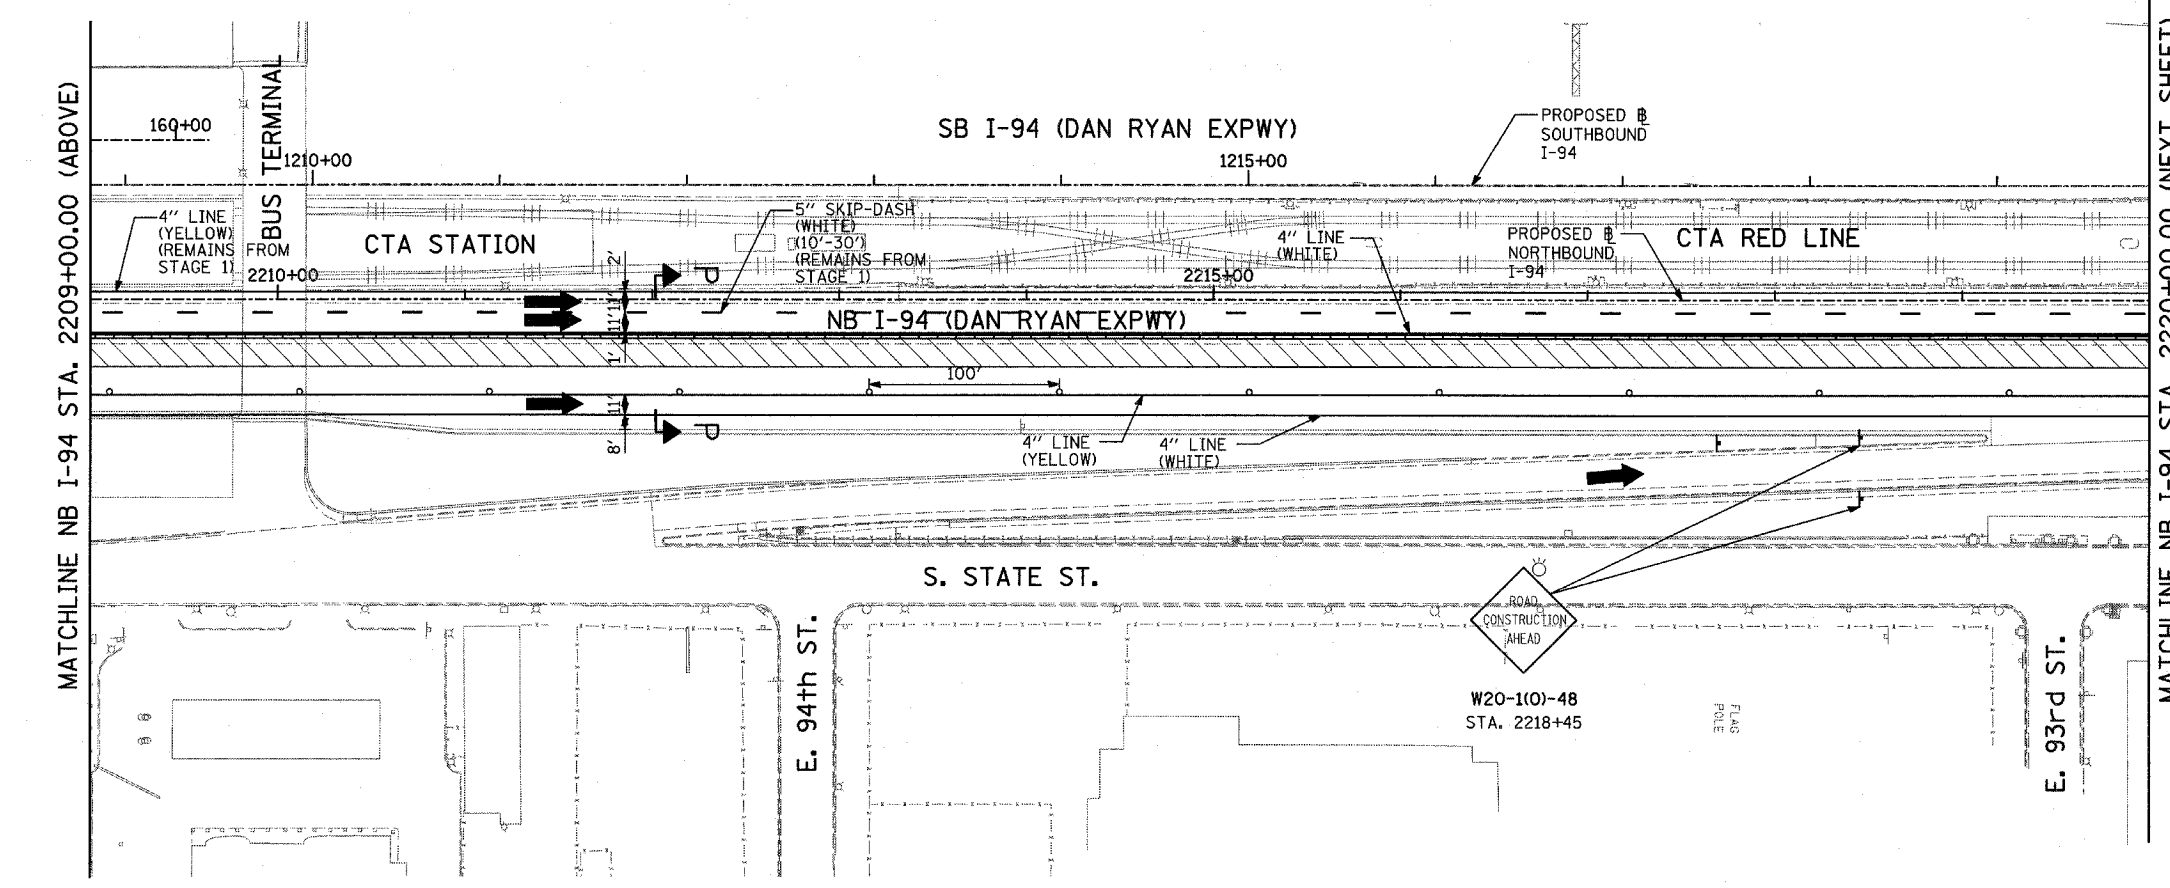 MATCHLINE NB I-94 STA. 2209+00.00 (ABOVE)
160+00
BUS TERMINAL
1210+00
SB I-94 (DAN RYAN EXPWY)
1215+00
PROPOSED ⅊
SOUTHBOUND
I-94
4" LINE
(YELLOW)
(REMAINS FROM
STAGE 1)
CTA STATION
2210+00
2'
P
5" SKIP-DASH
(WHITE)
(10'-30')
(REMAINS FROM
STAGE 1)
2215+00
4" LINE
(WHITE)
PROPOSED ⅊
NORTHBOUND
I-94
CTA RED LINE
11'
11'
NB I-94 (DAN RYAN EXPWY)
1'
100'
11'
8'
P
4" LINE
(YELLOW)
4" LINE
(WHITE)
S. STATE ST.
ROAD
CONSTRUCTION
AHEAD
W20-1(O)-48
STA. 2218+45
E. 94th ST.
FLAG
POLE
E. 93rd ST.
MATCHLINE NB I-94 STA. 2220+00.00 (NEXT SHEET)